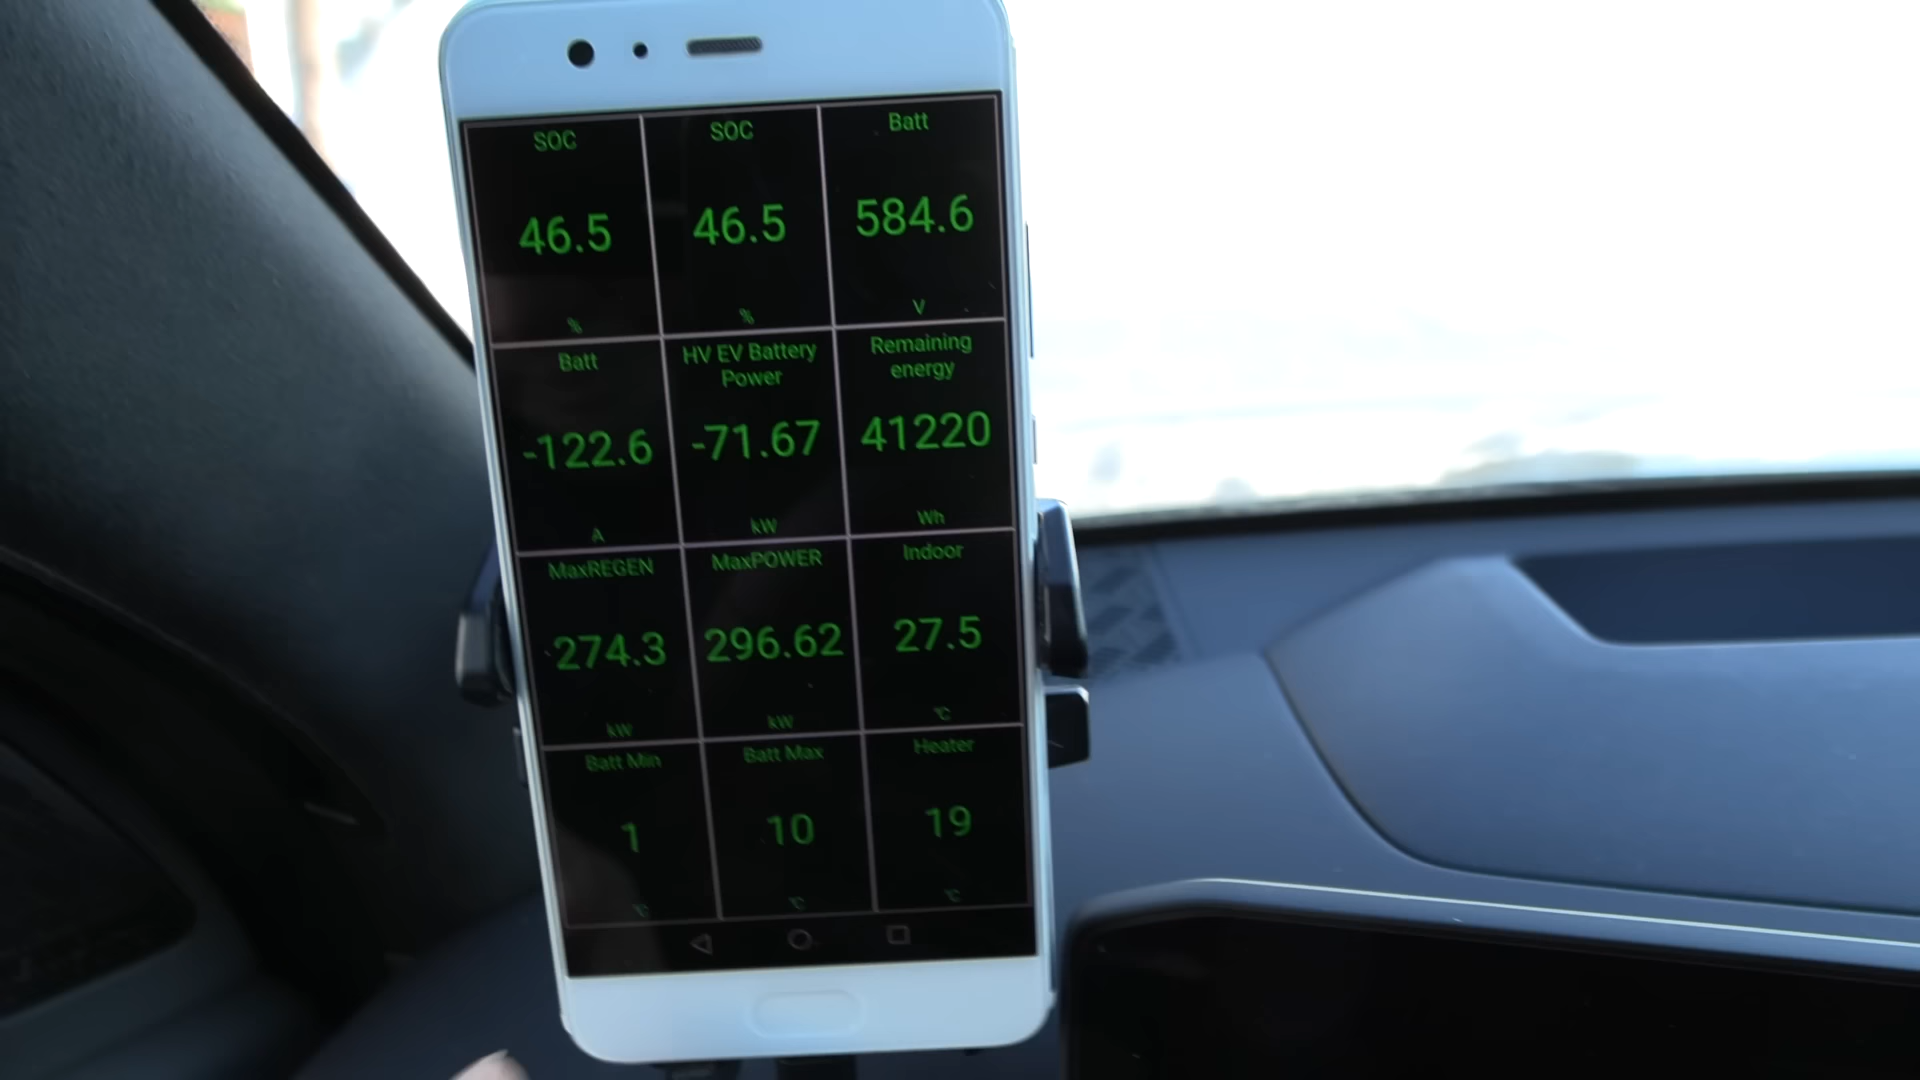 SOC
46.5
%
SOC
46.5
%
Batt
584.6
V
Batt
-122.6
A
HV EV Battery
Power
-71.67
kW
Remaining
energy
41220
Wh
MaxREGEN
274.3
kW
MaxPOWER
296.62
kW
Indoor
27.5
℃
Batt Min
1
℃
Batt Max
10
℃
Heater
19
℃